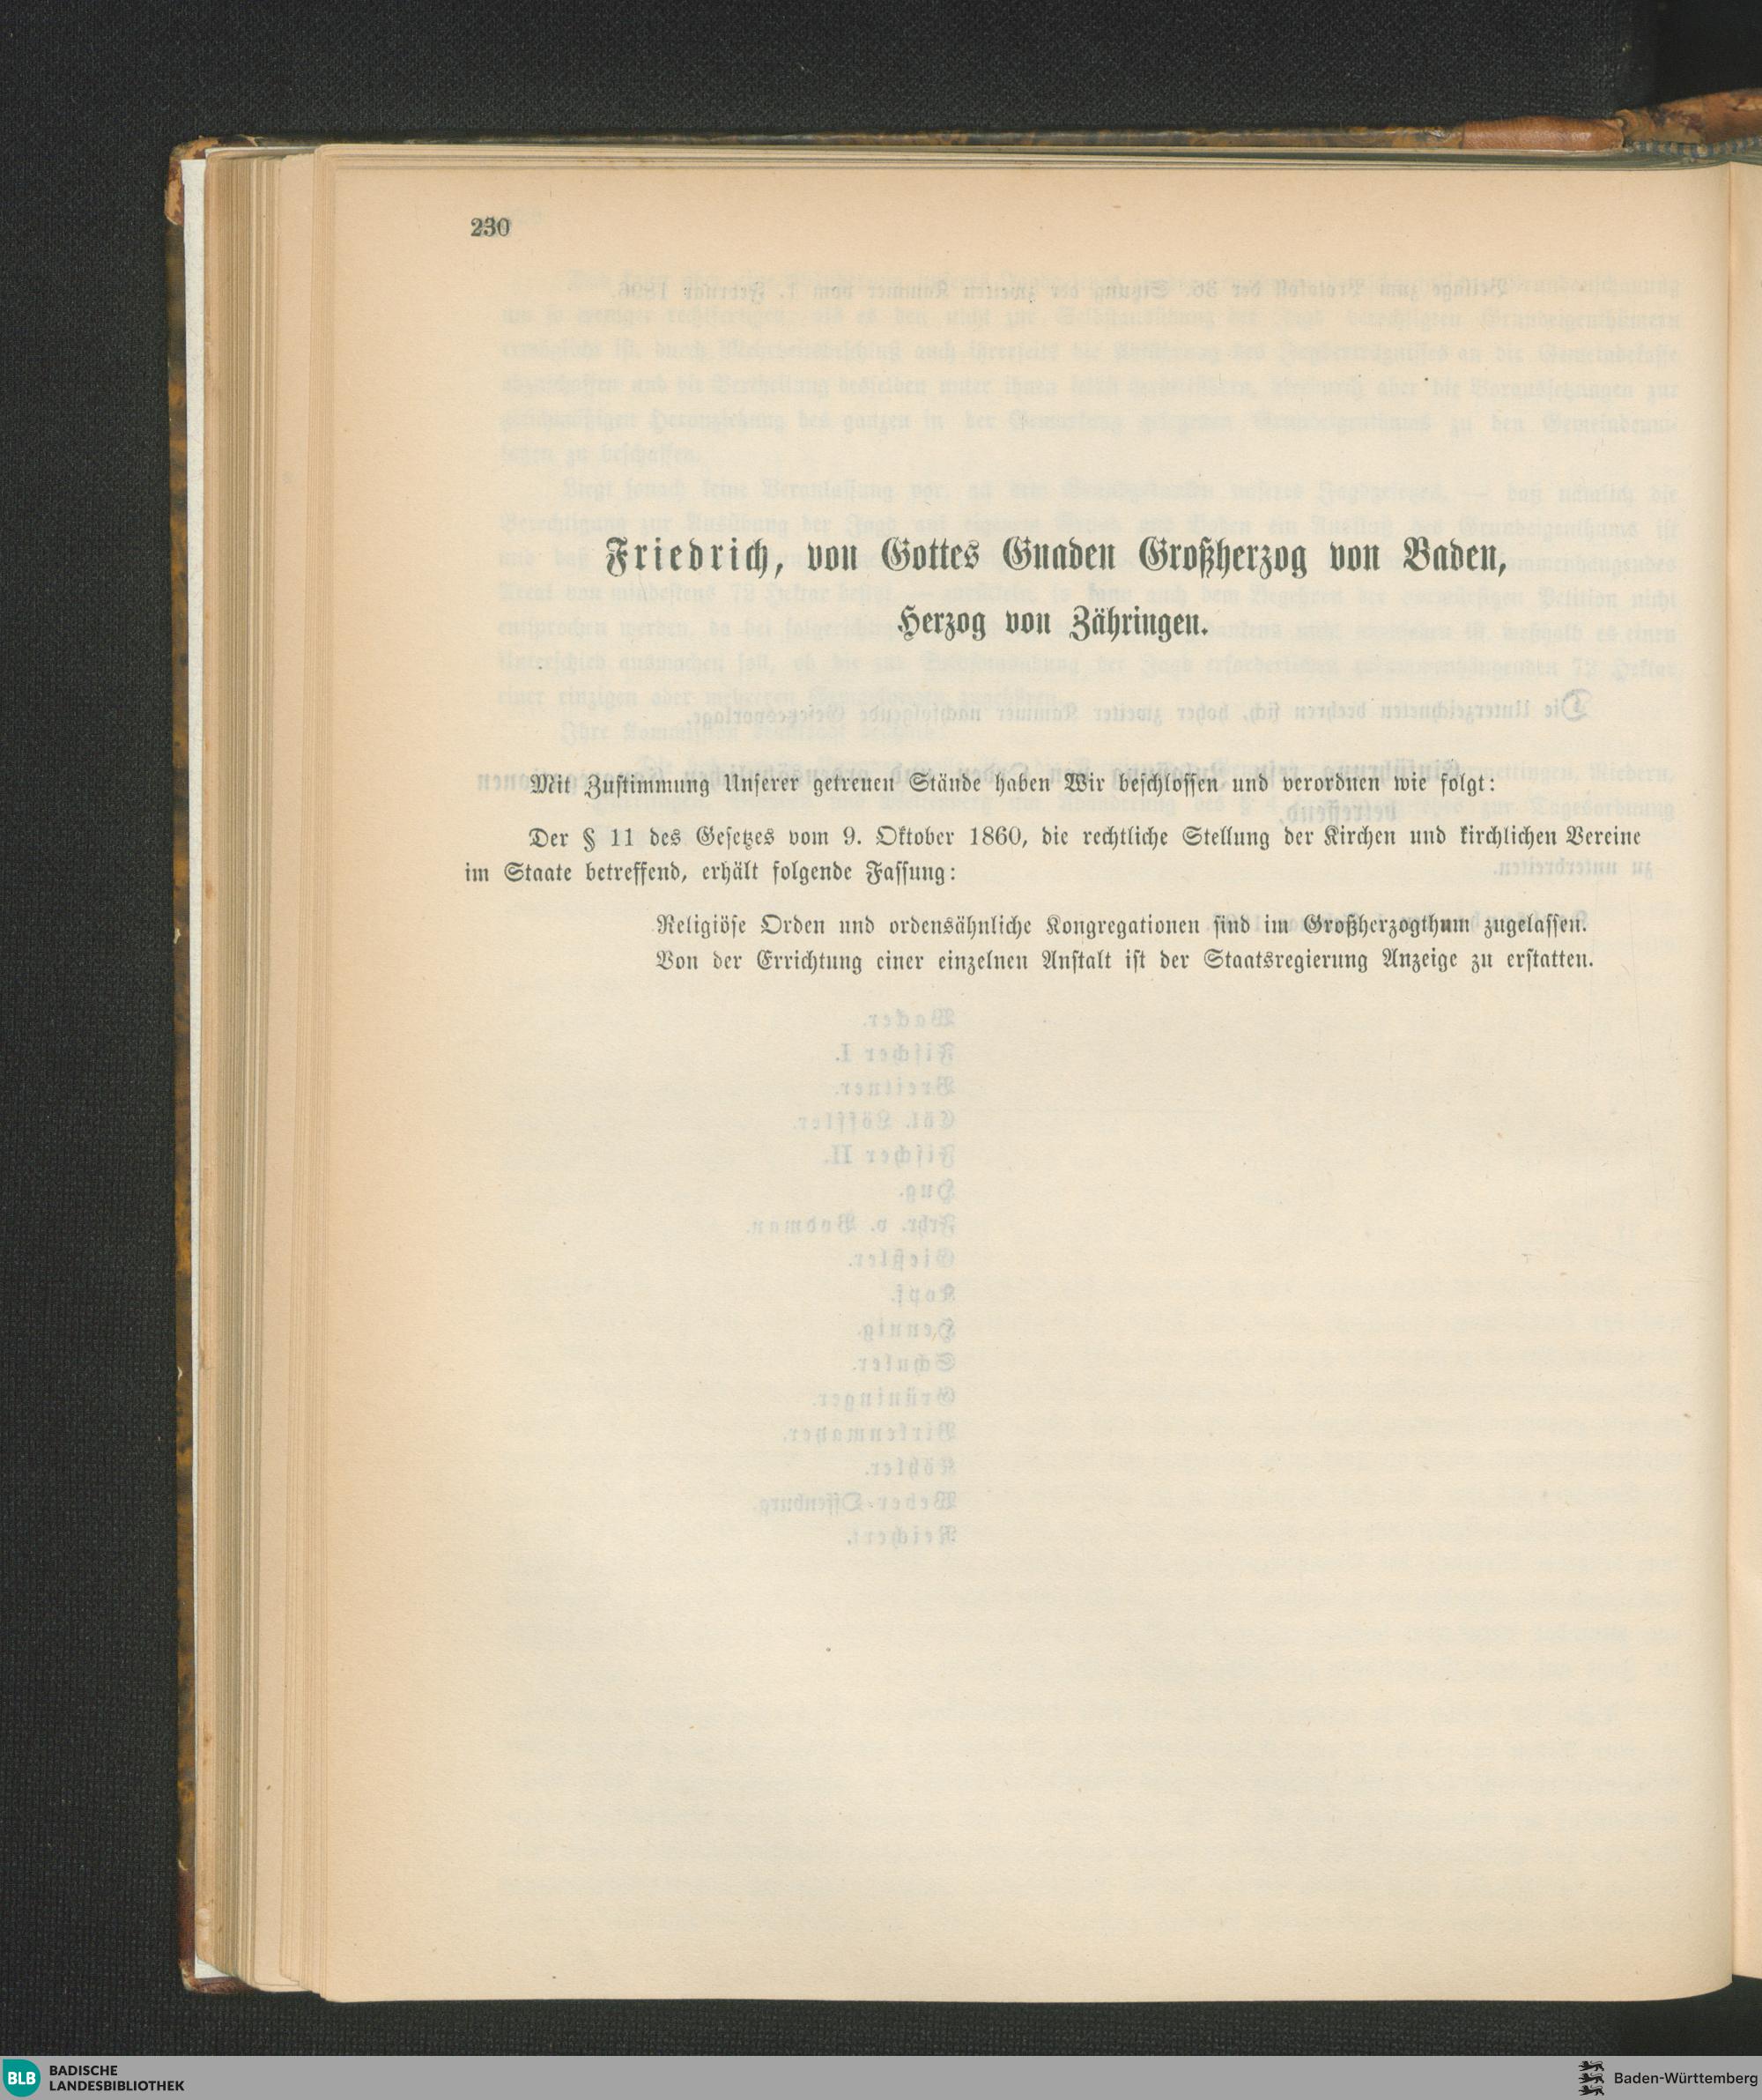 230
Friedrich, von Gottes Gnaden Großherzog von Baden,
Herzog von Zähringen.
Mit Zustimmung Unserer getreuen Stände haben Wir beschlossen und verordnen wie folgt:
Der § 11 des Gesetzes vom 9. Oktober 1860, die rechtliche Stellung der Kirchen und kirchlichen Vereine
im Staate betreffend, erhält folgende Fassung:
Religiöse Orden und ordensähnliche Kongregationen sind im Großherzogthum zugelassen.
Von der Errichtung einer einzelnen Anstalt ist der Staatsregierung Anzeige zu erstatten.
BLB BADISCHE
LANDESBIBLIOTHEK
Baden-Württemberg